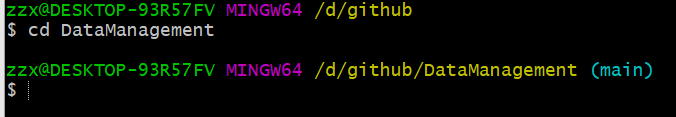 zzx@DESKTOP-93R57FV MINGW64 /d/github
$ cd DataManagement
zzx@DESKTOP-93R57FV MINGW64 /d/github/DataManagement (main)
$